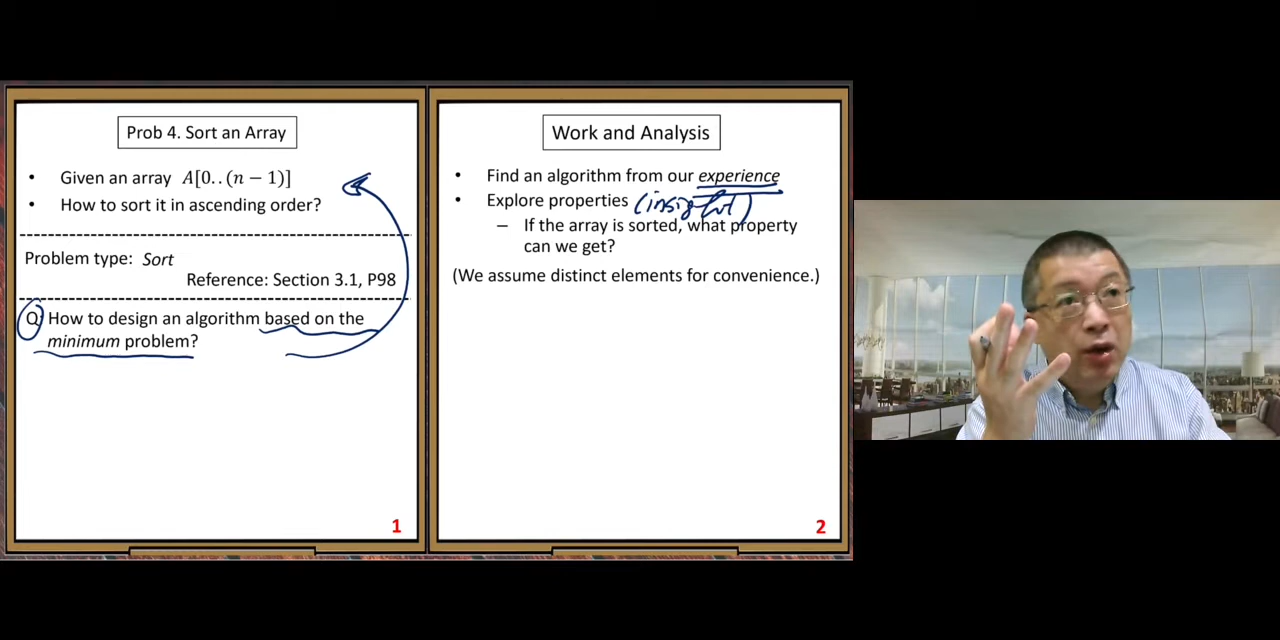 Prob 4. Sort an Array
• Given an array A[0..(n − 1)]
• How to sort it in ascending order?
Problem type: Sort
Reference: Section 3.1, P98
Q: How to design an algorithm based on the
minimum problem?
1
Work and Analysis
• Find an algorithm from our experience
• Explore properties (insight)
– If the array is sorted, what property
can we get?
(We assume distinct elements for convenience.)
2